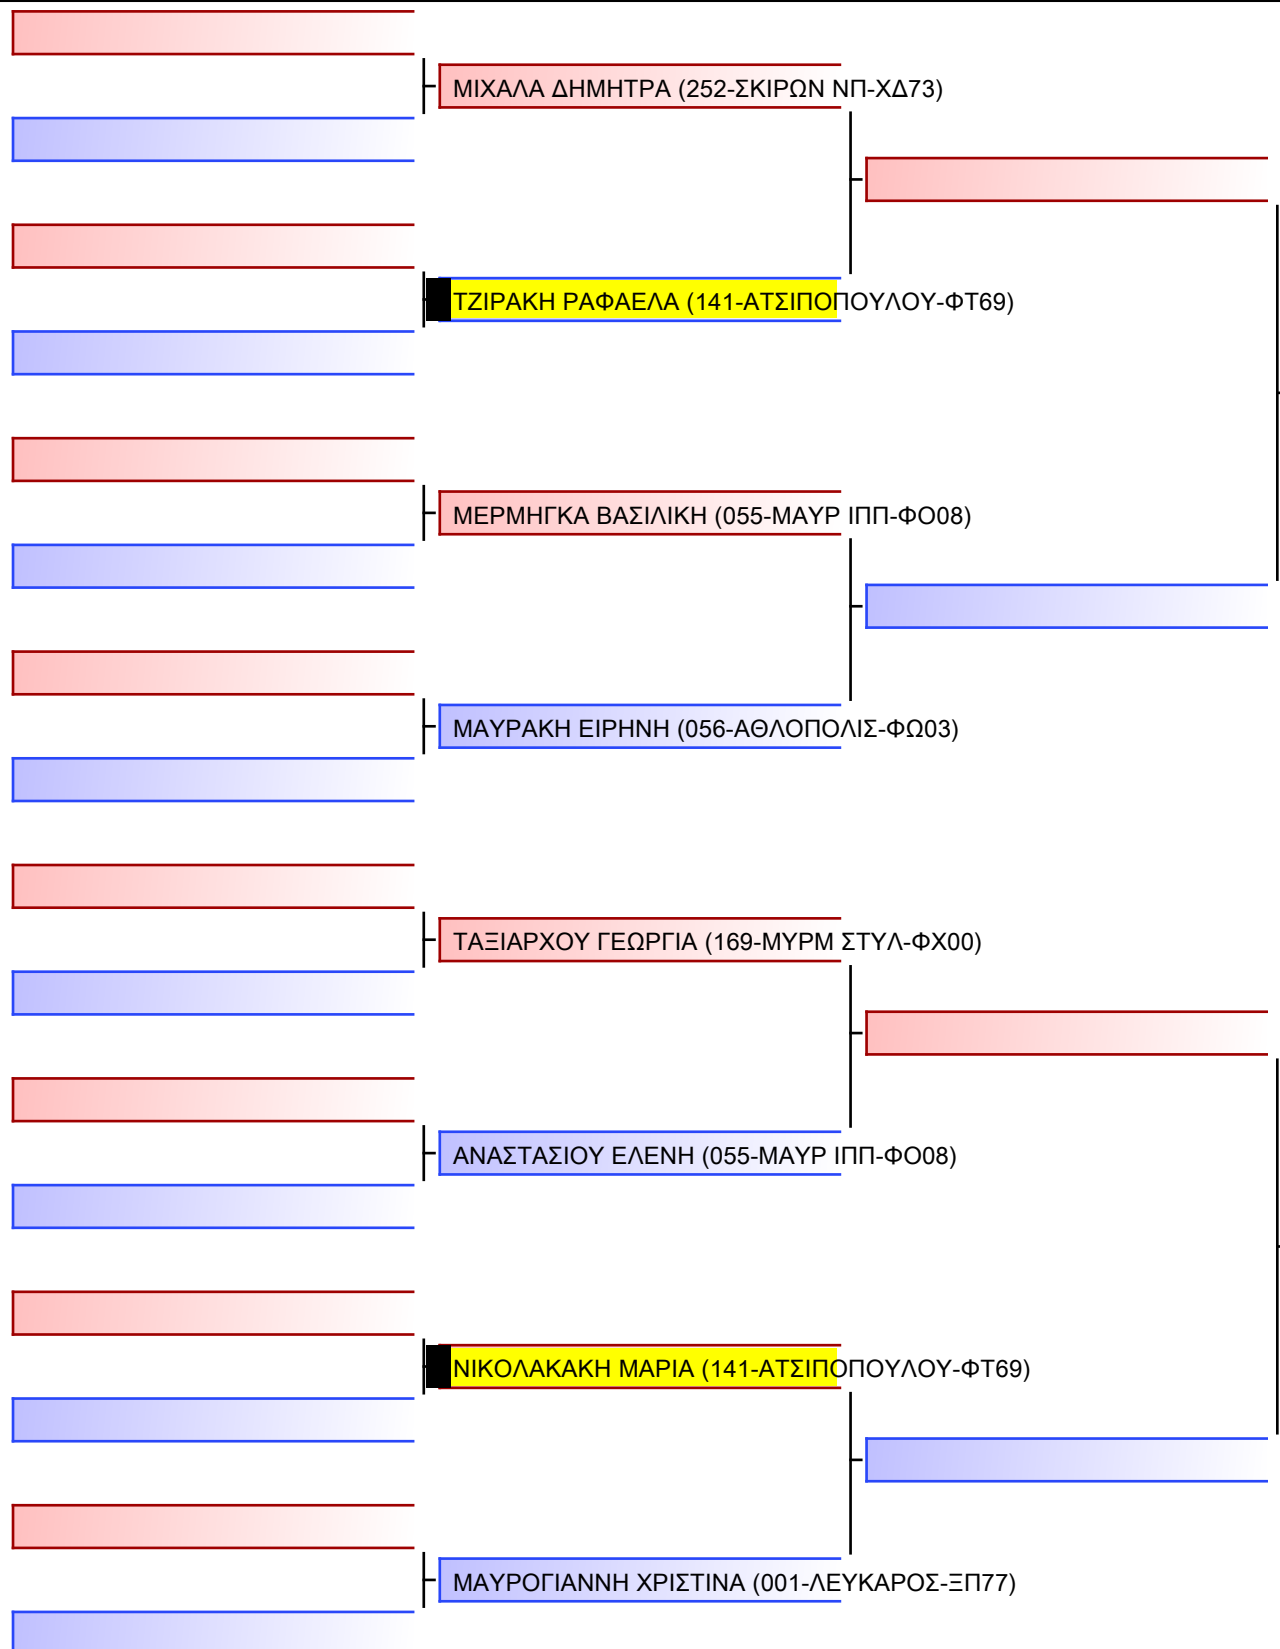 ΜΙΧΑΛΑ ΔΗΜΗΤΡΑ (252-ΣΚΙΡΩΝ ΝΠ-ΧΔ73)
ΤΖΙΡΑΚΗ ΡΑΦΑΕΛΑ (141-ΑΤΣΙΠΟΠΟΥΛΟΥ-ΦΤ69)
ΜΕΡΜΗΓΚΑ ΒΑΣΙΛΙΚΗ (055-ΜΑΥΡ ΙΠΠ-ΦΟ08)
ΜΑΥΡΑΚΗ ΕΙΡΗΝΗ (056-ΑΘΛΟΠΟΛΙΣ-ΦΩ03)
ΤΑΞΙΑΡΧΟΥ ΓΕΩΡΓΙΑ (169-ΜΥΡΜ ΣΤΥΛ-ΦΧ00)
ΑΝΑΣΤΑΣΙΟΥ ΕΛΕΝΗ (055-ΜΑΥΡ ΙΠΠ-ΦΟ08)
ΝΙΚΟΛΑΚΑΚΗ ΜΑΡΙΑ (141-ΑΤΣΙΠΟΠΟΥΛΟΥ-ΦΤ69)
ΜΑΥΡΟΓΙΑΝΝΗ ΧΡΙΣΤΙΝΑ (001-ΛΕΥΚΑΡΟΣ-ΞΠ77)